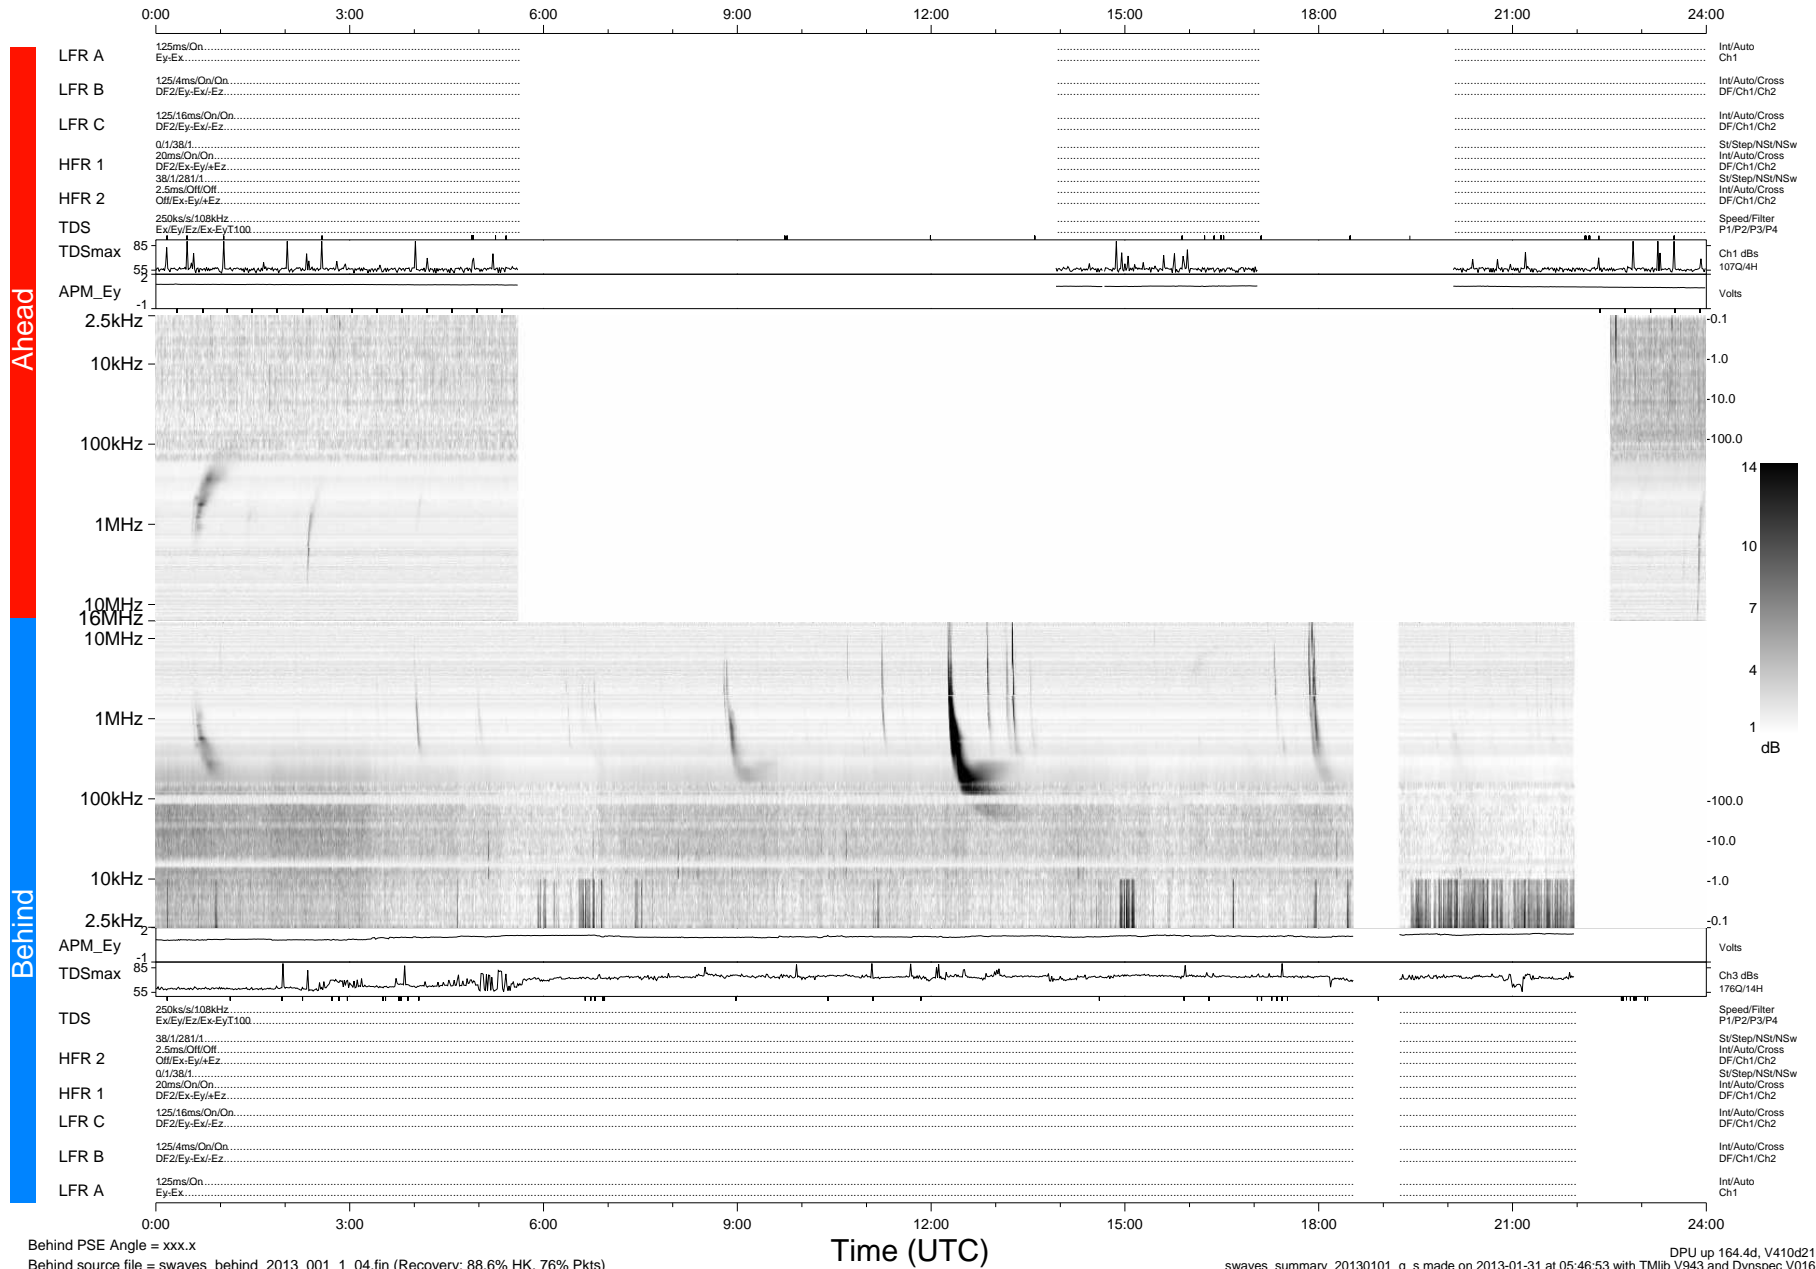 0:00 3:00 6:00 9:00 12:00 15:00 18:00 21:00 24:00
Ahead
LFR A 125ms/On Int/Auto
Ey-Ex Ch1
LFR B 125/4ms/On/On Int/Auto/Cross
DF2/Ey-Ex/-Ez DF/Ch1/Ch2
LFR C 125/16ms/On/On Int/Auto/Cross
DF2/Ey-Ex/-Ez DF/Ch1/Ch2
0/1/38/1 St/Step/NSt/NSw
HFR 1 20ms/On/On Int/Auto/Cross
DF2/Ex-Ey/+Ez DF/Ch1/Ch2
38/1/281/1 St/Step/NSt/NSw
HFR 2 2.5ms/Off/Off Int/Auto/Cross
Off/Ex-Ey/+Ez DF/Ch1/Ch2
TDS 250ks/s/108kHz Speed/Filter
Ex/Ey/Ez/Ex-EyT100 P1/P2/P3/P4
TDSmax 85 Ch1 dBs
55 107Q/4H
2
APM_Ey Volts
-1
2.5kHz -0.1
10kHz -1.0
-10.0
100kHz -100.0
1MHz
10MHz
16MHz
14
10
7
4
1
dB
Behind
10MHz
1MHz
100kHz -100.0
-10.0
10kHz -1.0
2.5kHz -0.1
2
APM_Ey Volts
-1
TDSmax 85 Ch3 dBs
55 176Q/14H
TDS 250ks/s/108kHz Speed/Filter
Ex/Ey/Ez/Ex-EyT100 P1/P2/P3/P4
38/1/281/1 St/Step/NSt/NSw
HFR 2 2.5ms/Off/Off Int/Auto/Cross
Off/Ex-Ey/+Ez DF/Ch1/Ch2
0/1/38/1 St/Step/NSt/NSw
HFR 1 20ms/On/On Int/Auto/Cross
DF2/Ex-Ey/+Ez DF/Ch1/Ch2
LFR C 125/16ms/On/On Int/Auto/Cross
DF2/Ey-Ex/-Ez DF/Ch1/Ch2
LFR B 125/4ms/On/On Int/Auto/Cross
DF2/Ey-Ex/-Ez DF/Ch1/Ch2
LFR A 125ms/On Int/Auto
Ey-Ex Ch1
0:00 3:00 6:00 9:00 12:00 15:00 18:00 21:00 24:00
Time (UTC)
Behind PSE Angle = xxx.x
DPU up 164.4d, V410d21
Behind source file = swaves_behind_2013_001_1_04.fin (Recovery: 88.6% HK, 76% Pkts)
swaves_summary_20130101_g_s made on 2013-01-31 at 05:46:53 with TMlib V943 and Dynspec V016